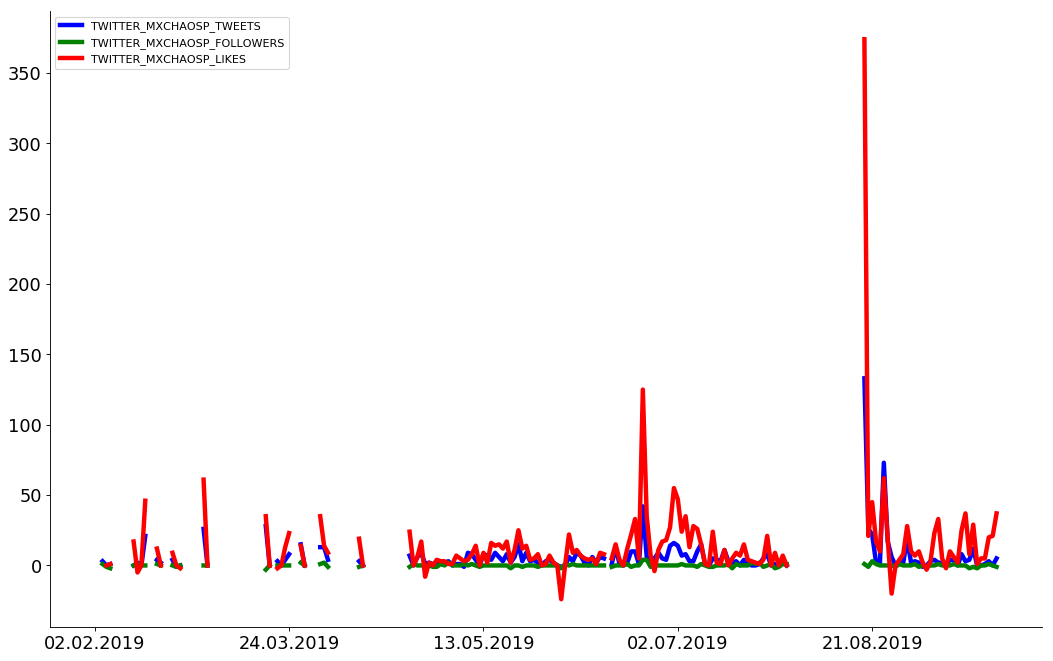 TWITTER_MXCHAOSP_TWEETS
TWITTER_MXCHAOSP_FOLLOWERS
TWITTER_MXCHAOSP_LIKES
350
300
250
200
150
100
50
0
02.02.2019 24.03.2019 13.05.2019 02.07.2019 21.08.2019